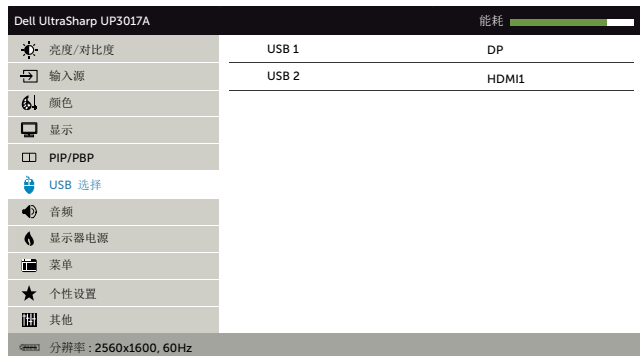 Dell UltraSharp UP3017A 能耗
亮度/对比度 USB 1 DP
输入源 USB 2 HDMI1
颜色
显示
PIP/PBP
USB 选择
音频
显示器电源
菜单
个性设置
其他
分辨率 : 2560x1600, 60Hz